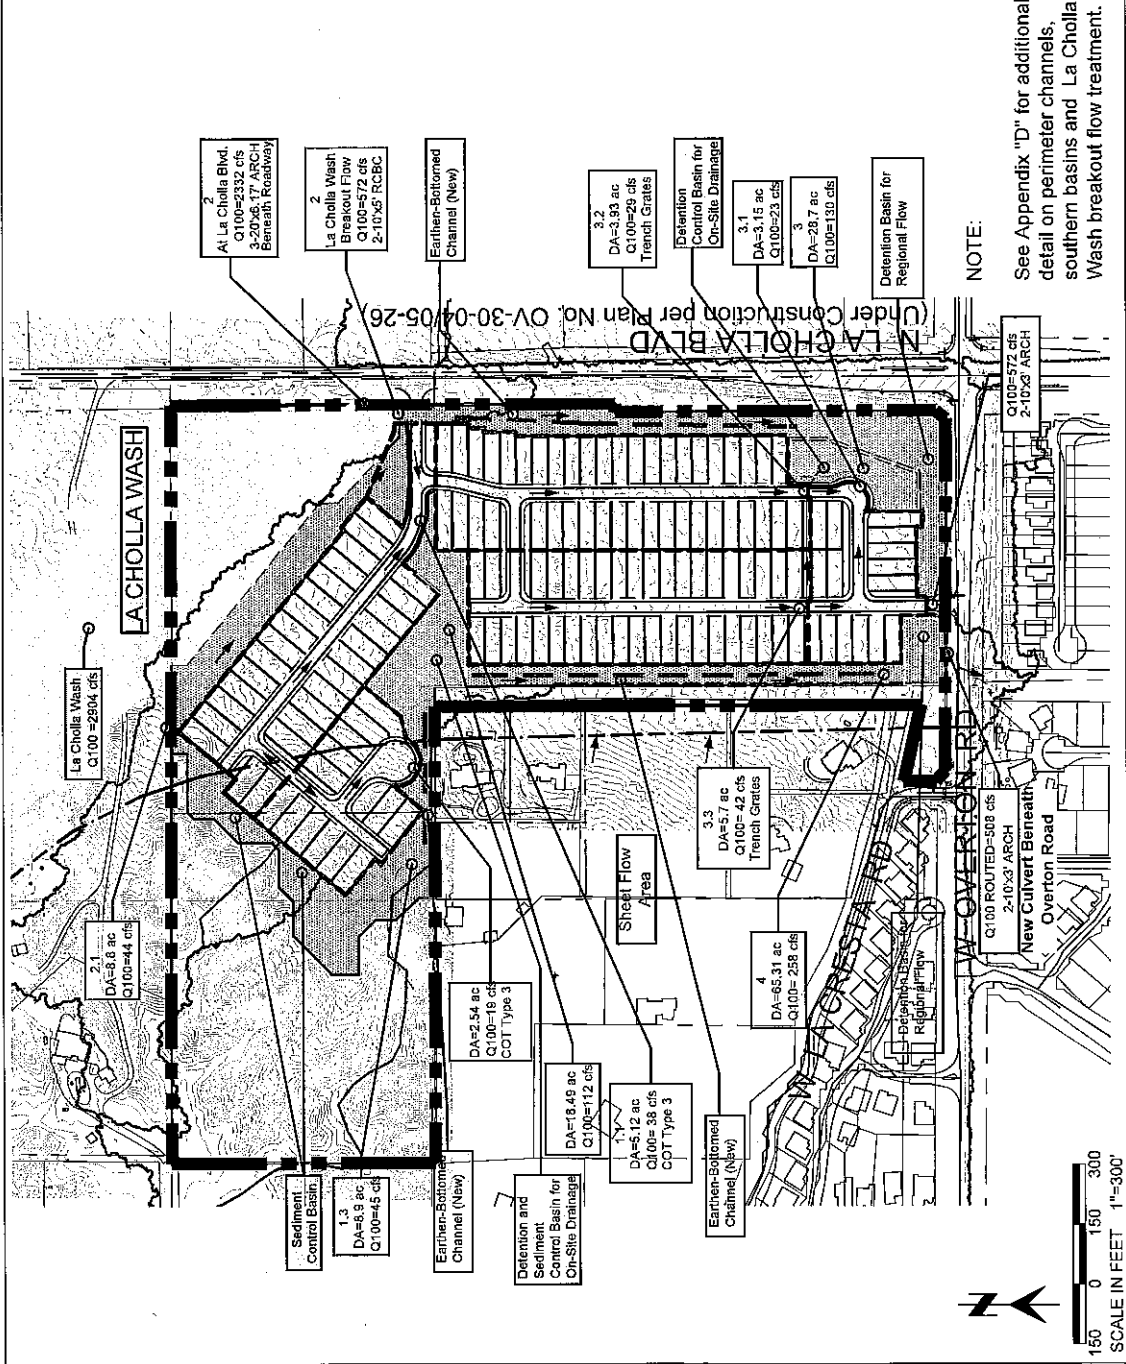 LA CHOLLA WASH
La Cholla Wash
Q100 =2904 cfs
2
At La Cholla Blvd.
Q100=2332 cfs
3-20'x6.17' ARCH
Beneath Roadway
2
La Cholla Wash
Breakout Flow
Q100=572 cfs
2-10'x5' RCBC
Earthen-Bottomed
Channel (New)
3.2
DA=3.93 ac
Q100=29 cfs
Trench Grates
Detention
Control Basin for
On-Site Drainage
3.1
DA=3.15 ac
Q100=23 cfs
3
DA=28.7 ac
Q100=130 cfs
Detention Basin for
Regional Flow
N LA CHOLLA BLVD
(Under Construction per Plan No. OV-30-04/05-26)
NOTE:
See Appendix "D" for additional
detail on perimeter channels,
southern basins and La Cholla
Wash breakout flow treatment.
Q100=572 cfs
2-10'x3' ARCH
2.1
DA=8.8 ac
Q100=44 cfs
Sheet Flow
Area
3.3
DA=5.7 ac
Q100= 42 cfs
Trench Grates
4
DA=65.31 ac
Q100= 258 cfs
W LACRESTA RD
W OVERTON RD
Detention Basin for
Regional Flow
Q100 ROUTED=508 cfs
2-10'x3' ARCH
New Culvert Beneath
Overton Road
DA=2.54 ac
Q100=19 cfs
COT Type 3
DA=18.49 ac
Q100=112 cfs
1.1
DA=5.12 ac
Q100= 38 cfs
COT Type 3
Earthen-Bottomed
Channel (New)
Sediment
Control Basin
1.3
DA=8.9 ac
Q100=45 cfs
Earthen-Bottomed
Channel (New)
Detention and
Sediment
Control Basin for
On-Site Drainage
N
150 0 150 300
SCALE IN FEET 1"=300'